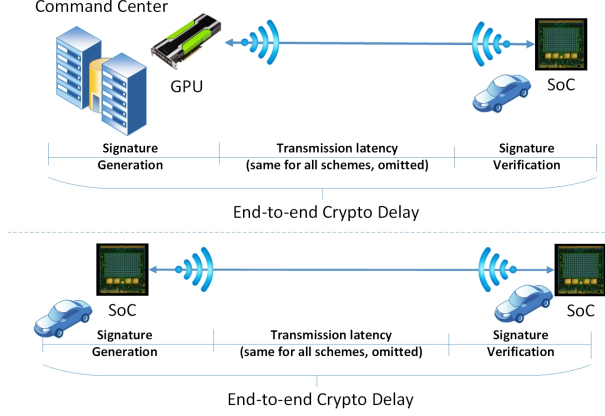 Command Center
GPU
SoC
Signature
Generation
Transmission latency
(same for all schemes, omitted)
Signature
Verification
End-to-end Crypto Delay
SoC
SoC
Signature
Generation
Transmission latency
(same for all schemes, omitted)
Signature
Verification
End-to-end Crypto Delay